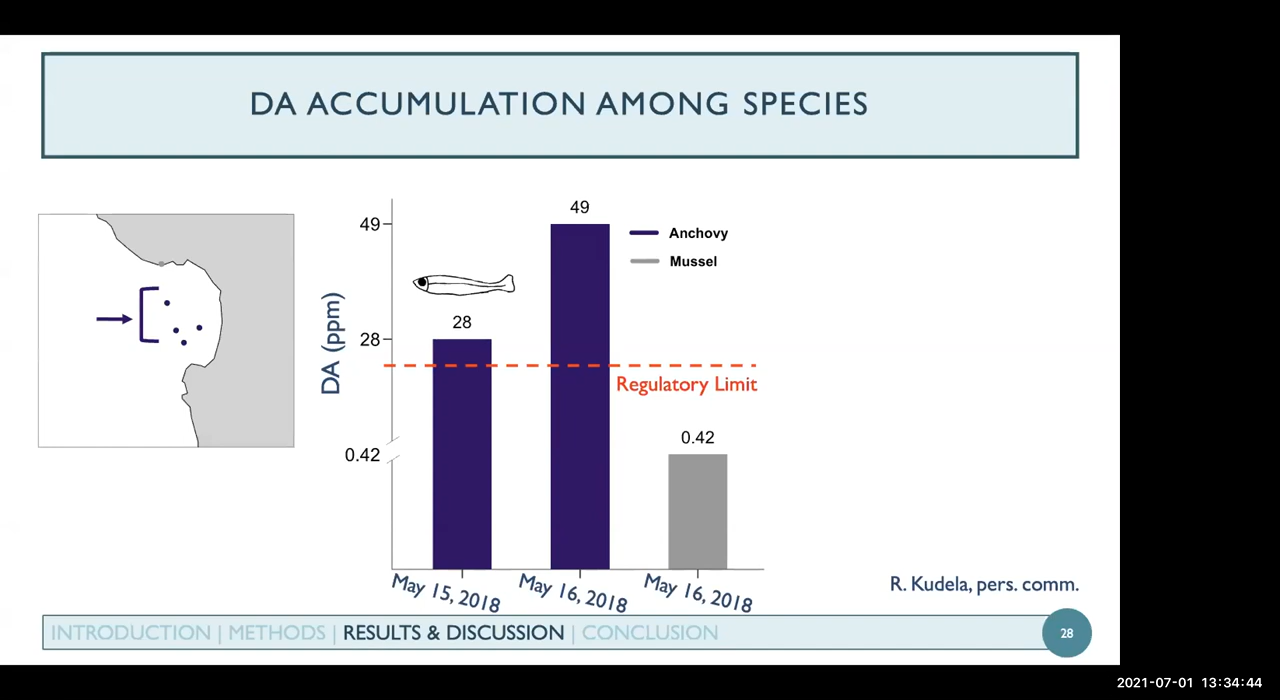 DA ACCUMULATION AMONG SPECIES
49
49
Anchovy
Mussel
28
28
DA (ppm)
Regulatory Limit
0.42
0.42
May 15, 2018
May 16, 2018
May 16, 2018
R. Kudela, pers. comm.
INTRODUCTION | METHODS | RESULTS & DISCUSSION | CONCLUSION
28
2021-07-01 13:34:44